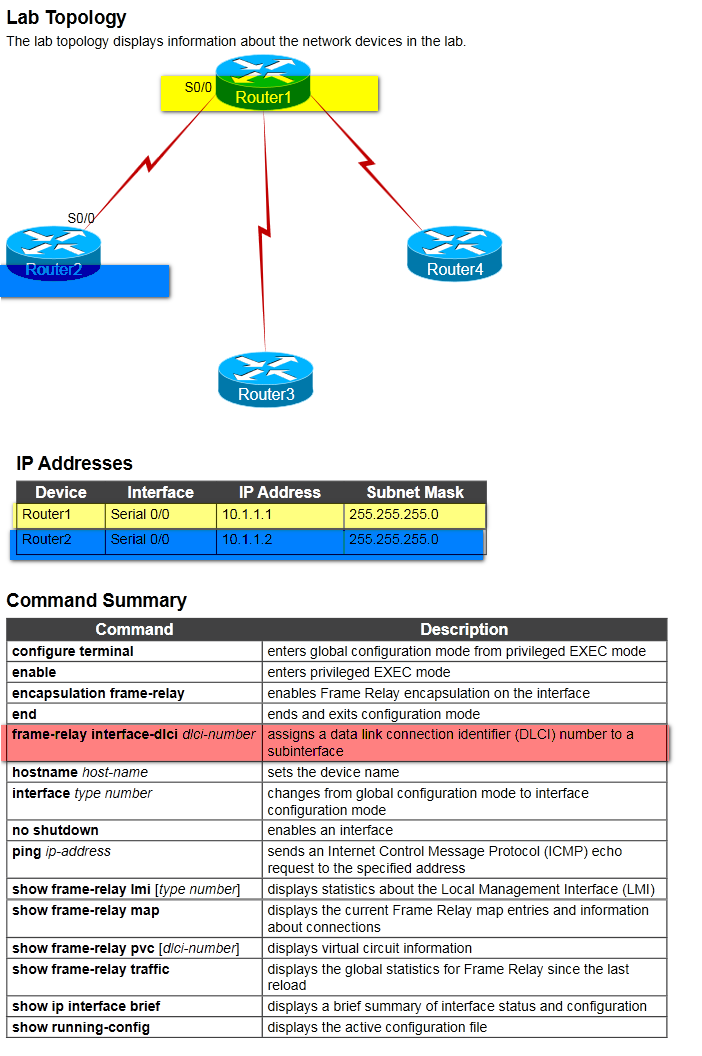 Lab Topology
The lab topology displays information about the network devices in the lab.
S0/0
Router1
S0/0
Router2
Router4
Router3
IP Addresses
Device Interface IP Address Subnet Mask
Router1 Serial 0/0 10.1.1.1 255.255.255.0
Router2 Serial 0/0 10.1.1.2 255.255.255.0
Command Summary
Command Description
configure terminal enters global configuration mode from privileged EXEC mode
enable enters privileged EXEC mode
encapsulation frame-relay enables Frame Relay encapsulation on the interface
end ends and exits configuration mode
frame-relay interface-dlci dlci-number assigns a data link connection identifier (DLCI) number to a
subinterface
hostname host-name sets the device name
interface type number changes from global configuration mode to interface
configuration mode
no shutdown enables an interface
ping ip-address sends an Internet Control Message Protocol (ICMP) echo
request to the specified address
show frame-relay lmi [type number] displays statistics about the Local Management Interface (LMI)
show frame-relay map displays the current Frame Relay map entries and information
about connections
show frame-relay pvc [dlci-number] displays virtual circuit information
show frame-relay traffic displays the global statistics for Frame Relay since the last
reload
show ip interface brief displays a brief summary of interface status and configuration
show running-config displays the active configuration file